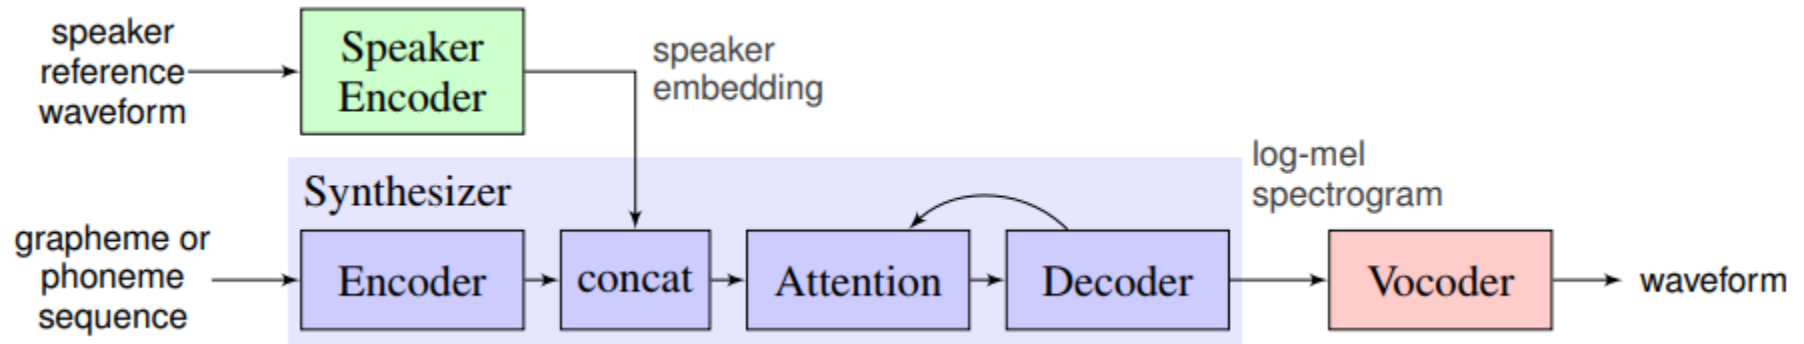 speaker
reference
waveform
Speaker
Encoder
speaker
embedding
Synthesizer
log-mel
spectrogram
grapheme or
phoneme
sequence
Encoder
concat
Attention
Decoder
Vocoder
waveform